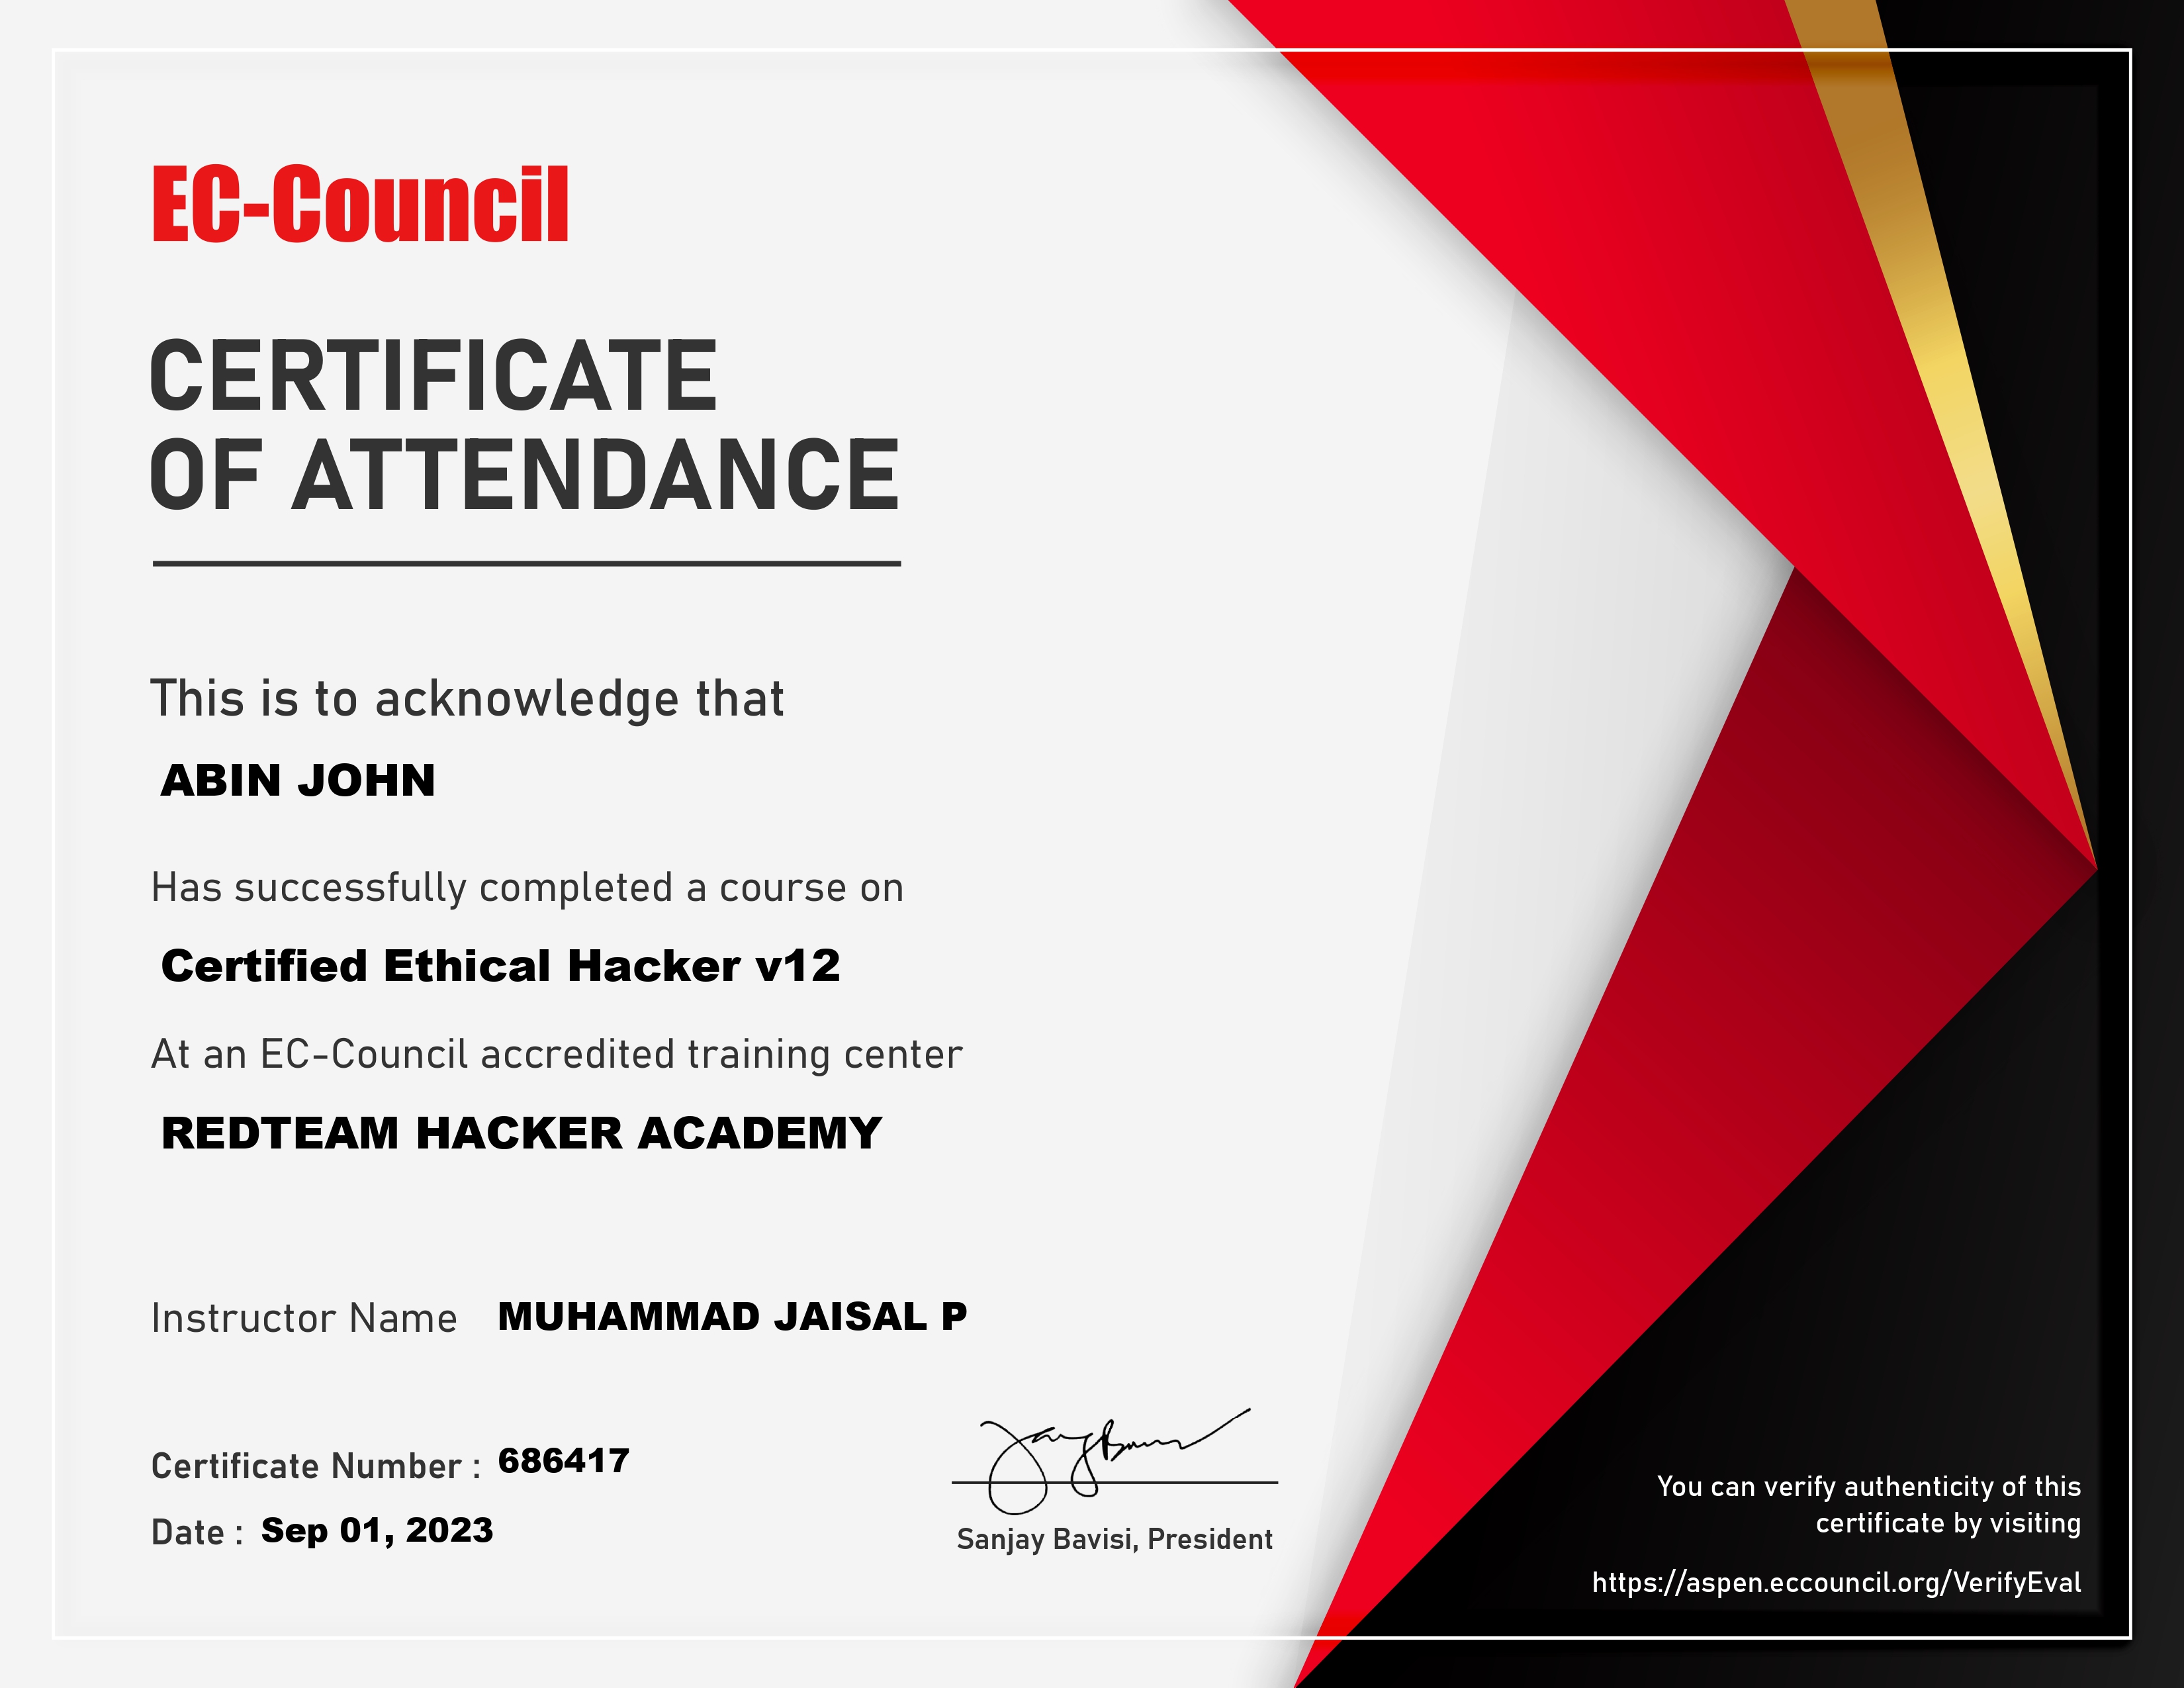 EC-Council
CERTIFICATE
OF ATTENDANCE
This is to acknowledge that
ABIN JOHN
Has successfully completed a course on
Certified Ethical Hacker v12
At an EC-Council accredited training center
REDTEAM HACKER ACADEMY
Instructor Name MUHAMMAD JAISAL P
Certificate Number : 686417
Date : Sep 01, 2023
Sanjay Bavisi, President
You can verify authenticity of this
certificate by visiting
https://aspen.eccouncil.org/VerifyEval